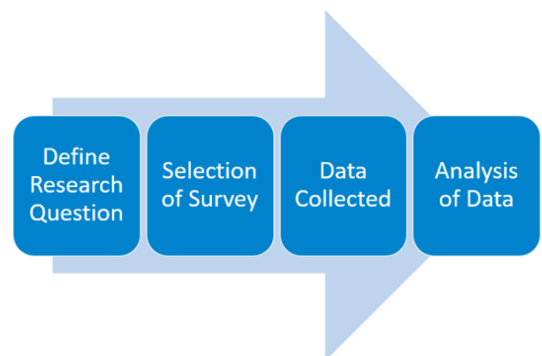 Define
Research
Question
Selection
of Survey
Data
Collected
Analysis
of Data